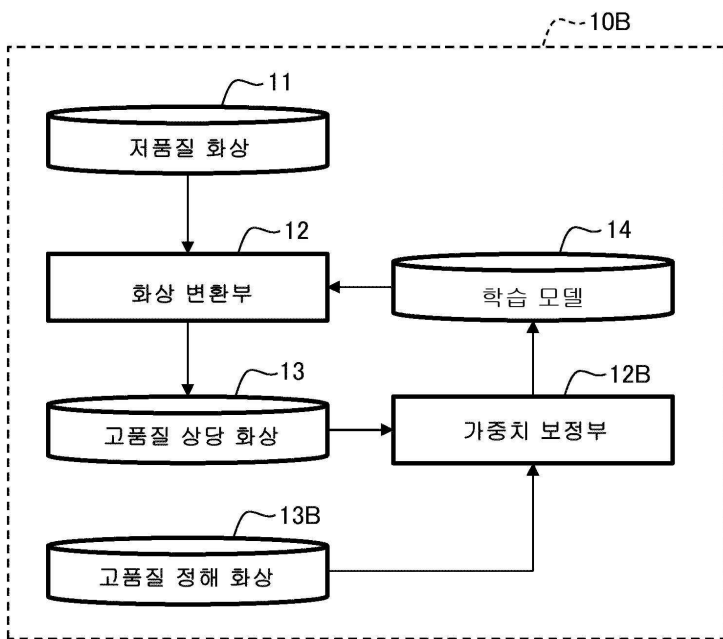 10B
11
저품질 화상
12
화상 변환부
14
학습 모델
13
고품질 상당 화상
12B
가중치 보정부
13B
고품질 정해 화상